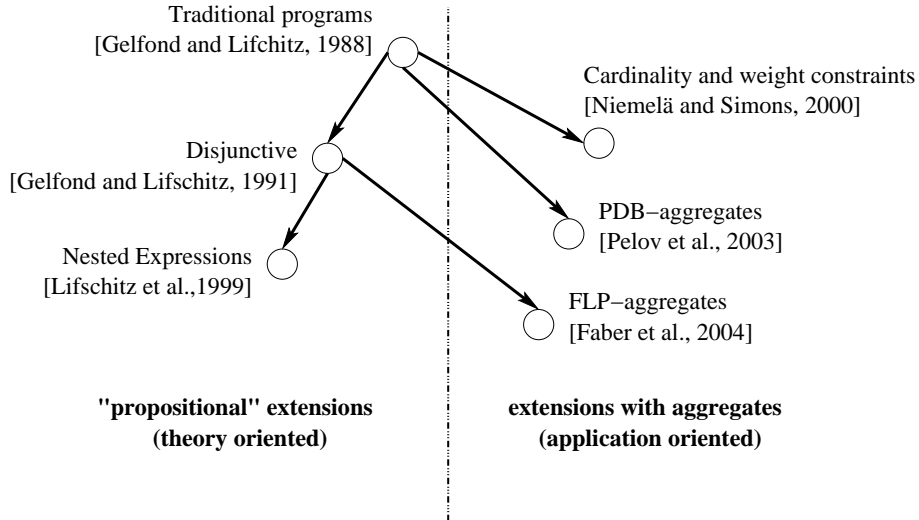 Traditional programs
[Gelfond and Lifchitz, 1988]
Cardinality and weight constraints
[Niemelä and Simons, 2000]
Disjunctive
[Gelfond and Lifschitz, 1991]
PDB−aggregates
[Pelov et al., 2003]
Nested Expressions
[Lifschitz et al.,1999]
FLP−aggregates
[Faber et al., 2004]
"propositional" extensions
(theory oriented)
extensions with aggregates
(application oriented)